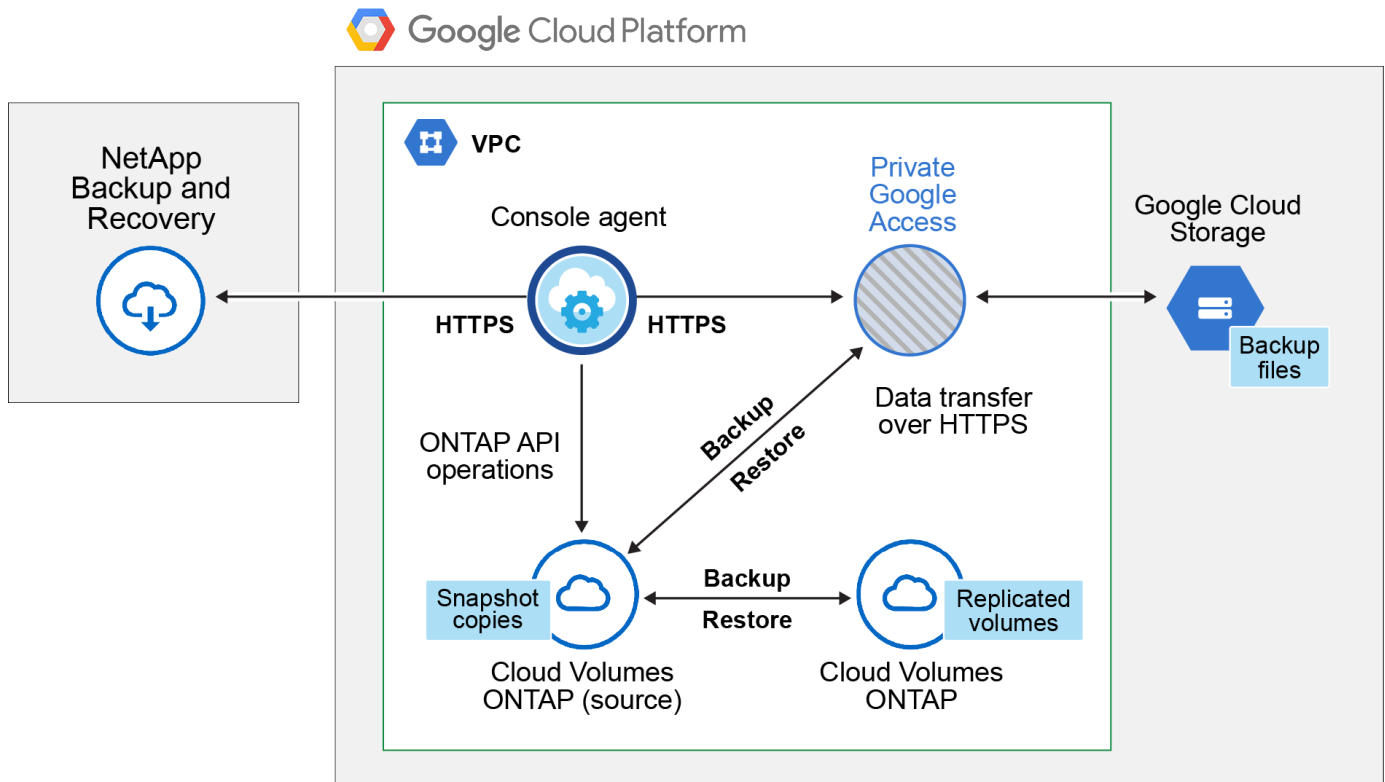 Google Cloud Platform
NetApp
Backup and
Recovery
VPC
Console agent
Private
Google
Access
Google Cloud
Storage
HTTPS
HTTPS
Backup
files
Data transfer
over HTTPS
ONTAP API
operations
Backup
Restore
Snapshot
copies
Backup
Restore
Replicated
volumes
Cloud Volumes
ONTAP (source)
Cloud Volumes
ONTAP